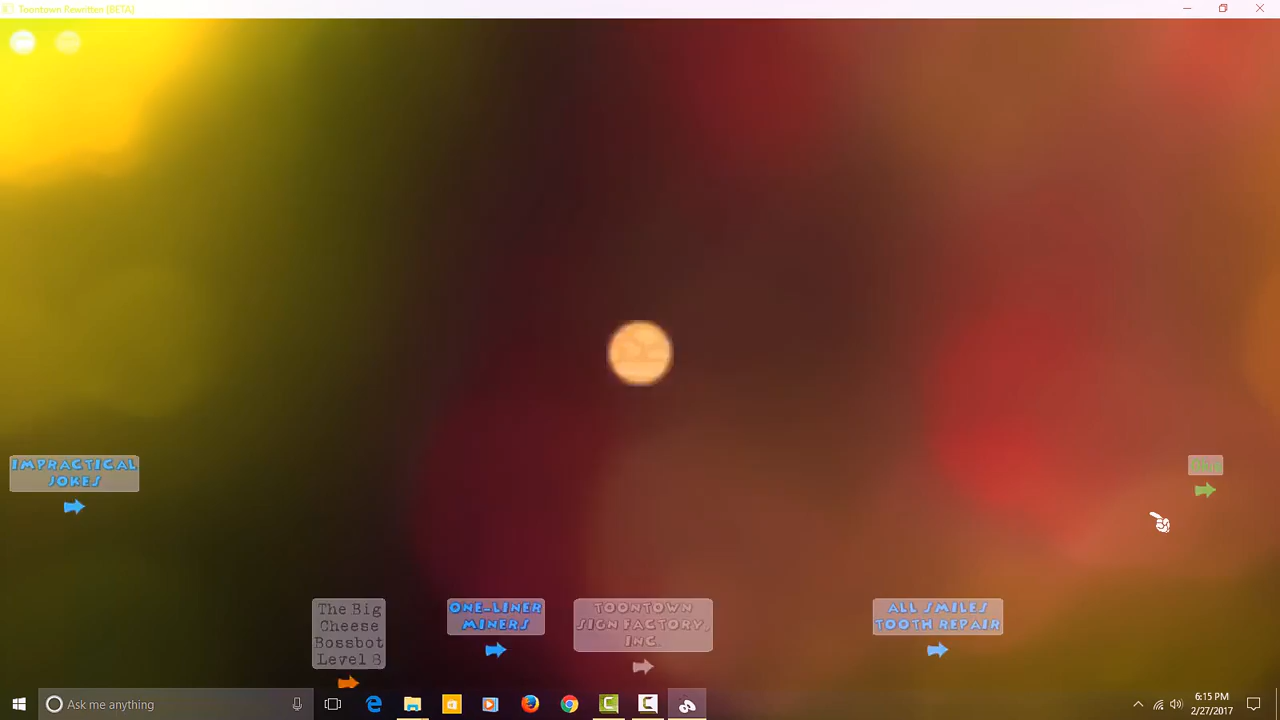 Toontown Rewritten [BETA]
IMPRACTICAL
JOKES
The Big
Cheese
Bossbot
Level 8
ONE-LINER
MINERS
TOONTOWN
SIGN FACTORY,
INC.
ALL SMILES
TOOTH REPAIR
Ask me anything
6:15 PM
2/27/2017